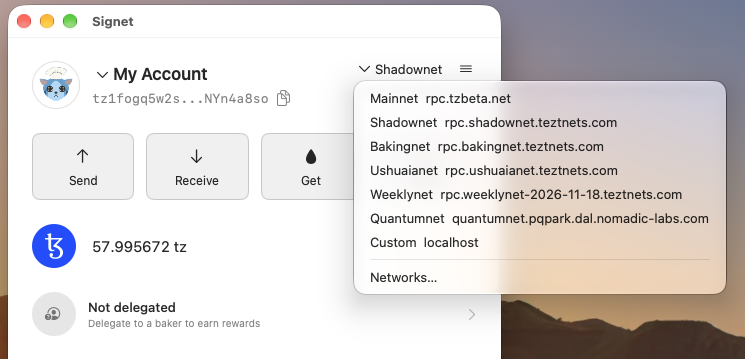 Signet
My Account
Shadownet
tz1fogq5w2s...NYn4a8so
Send
Receive
Get
57.995672 tz
Not delegated
Delegate to a baker to earn rewards
Mainnet rpc.tzbeta.net
Shadownet rpc.shadownet.teztnets.com
Bakingnet rpc.bakingnet.teztnets.com
Ushuaianet rpc.ushuaianet.teztnets.com
Weeklynet rpc.weeklynet-2026-11-18.teztnets.com
Quantumnet quantumnet.pqpark.dal.nomadic-labs.com
Custom localhost
Networks...